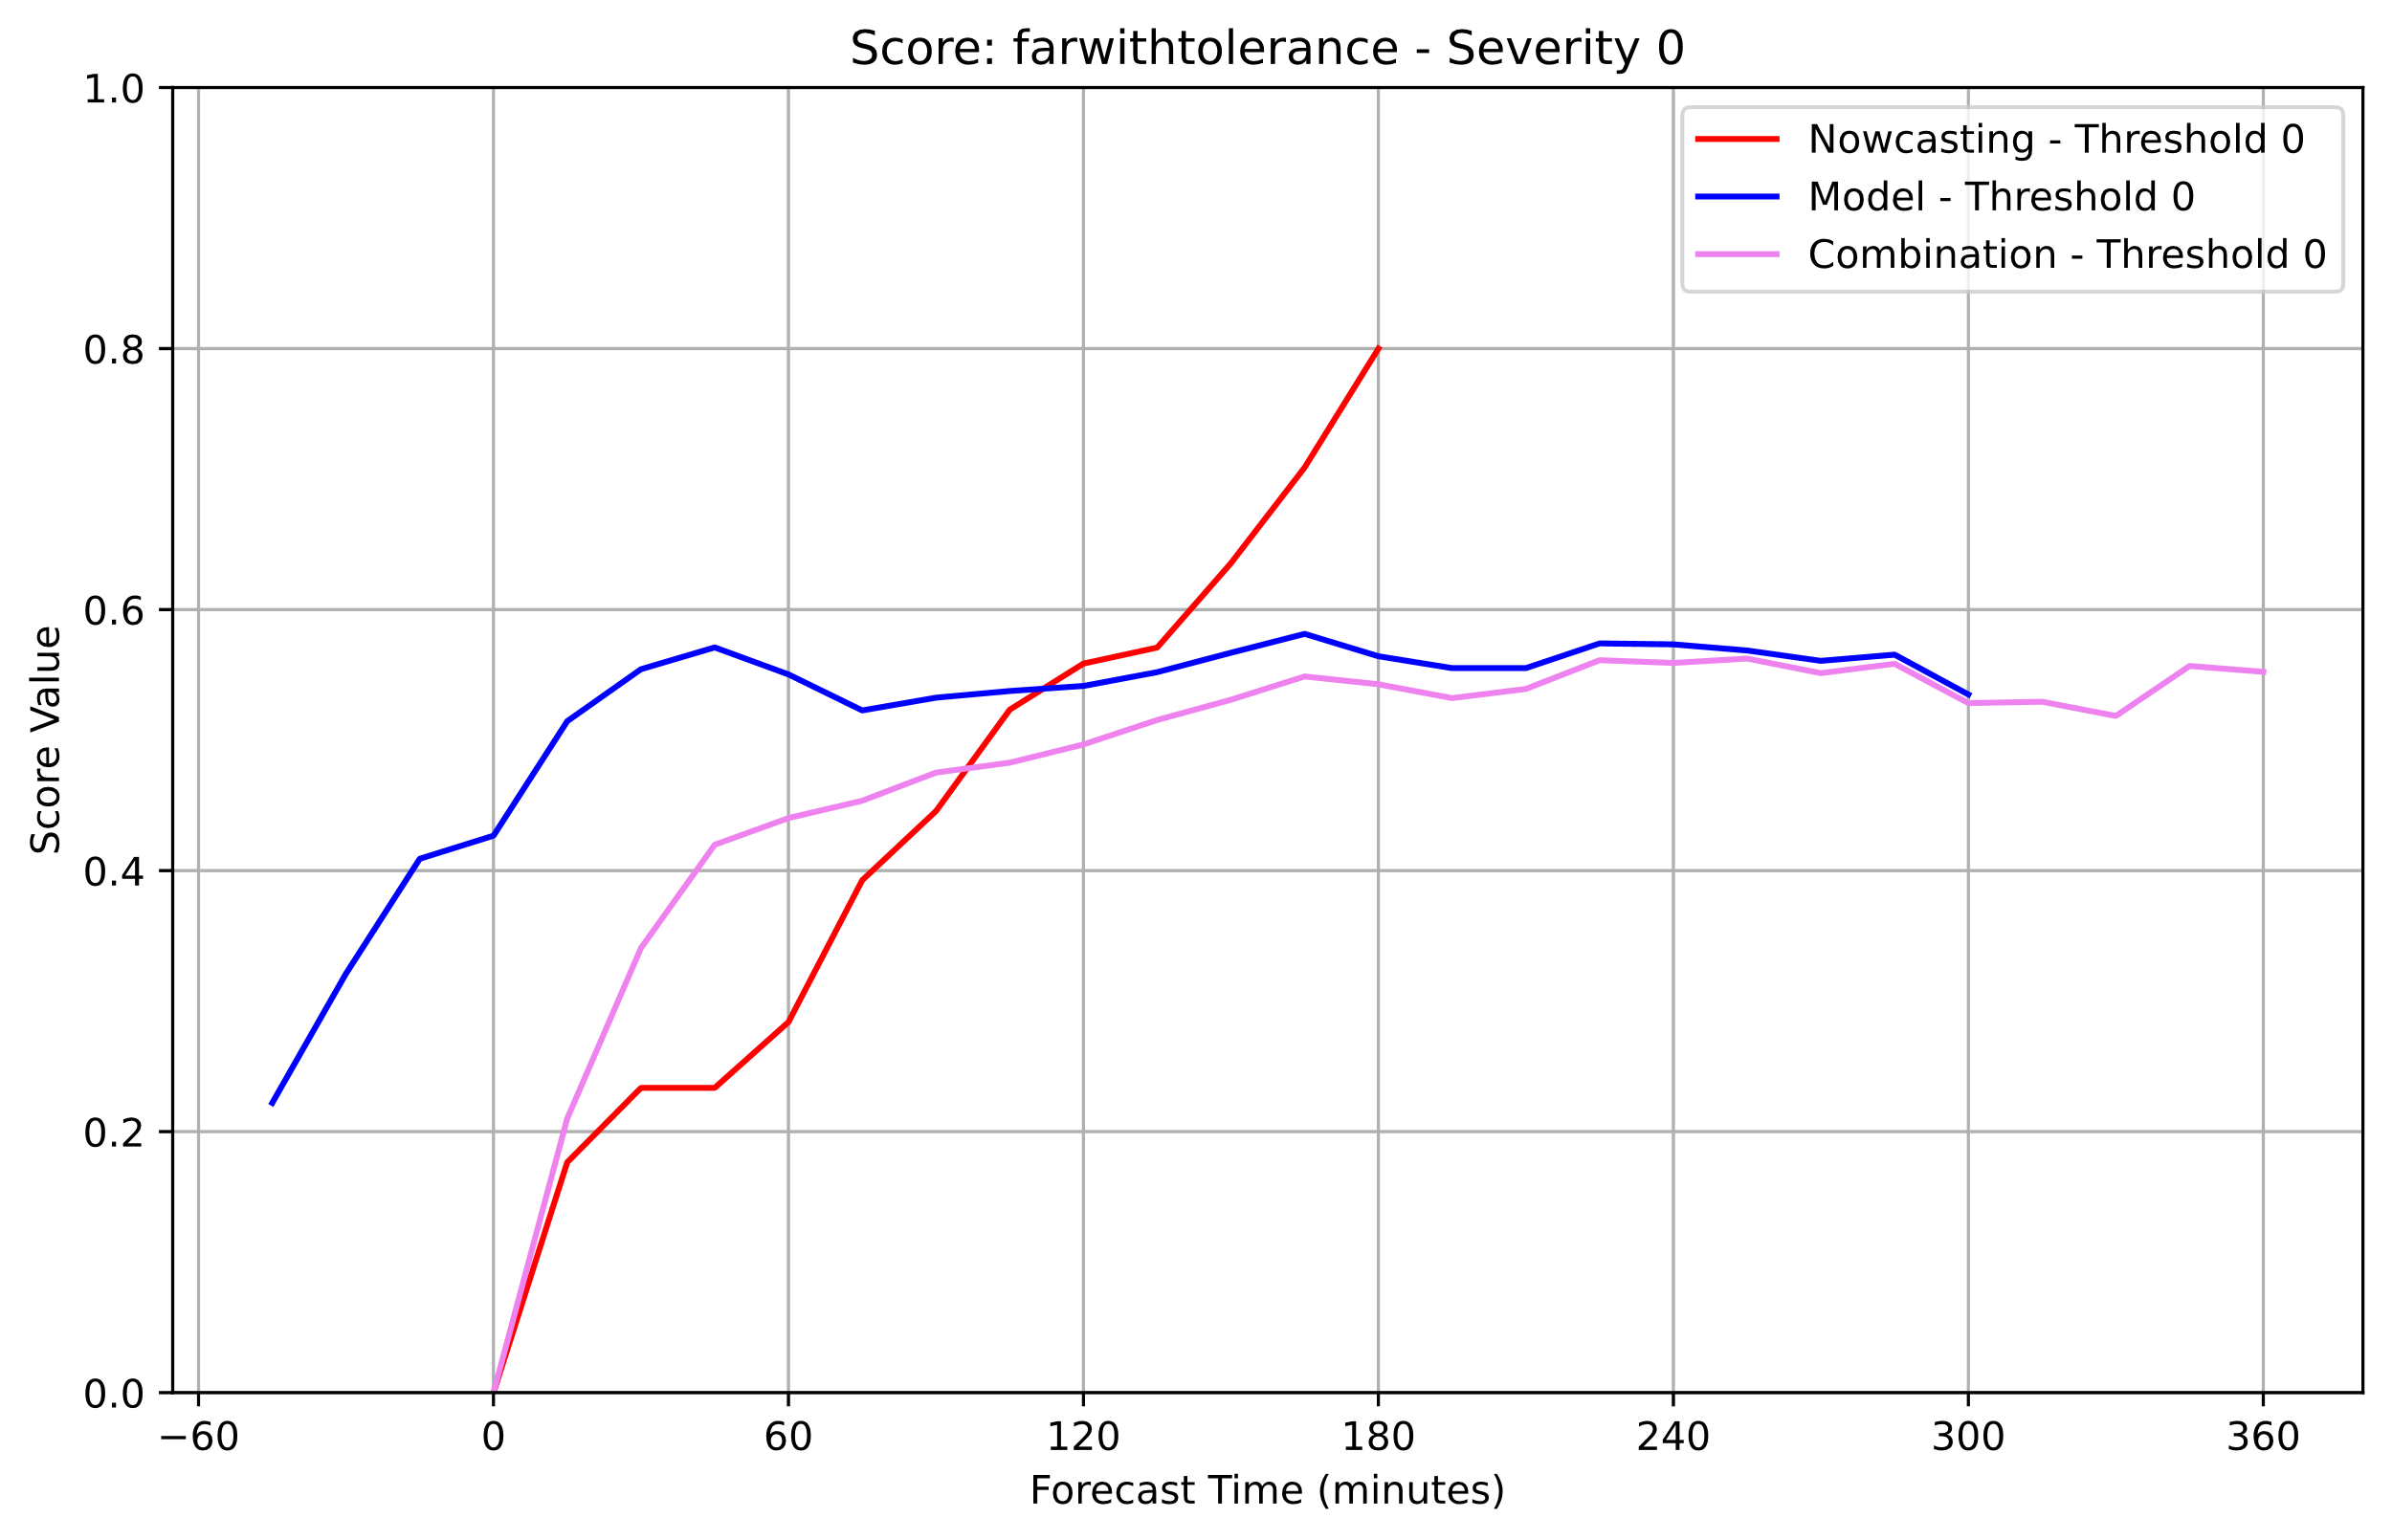 Score: farwithtolerance - Severity 0
Nowcasting - Threshold 0
Model - Threshold 0
Combination - Threshold 0
Score Value
1.0
0.8
0.6
0.4
0.2
0.0
−60 0 60 120 180 240 300 360
Forecast Time (minutes)